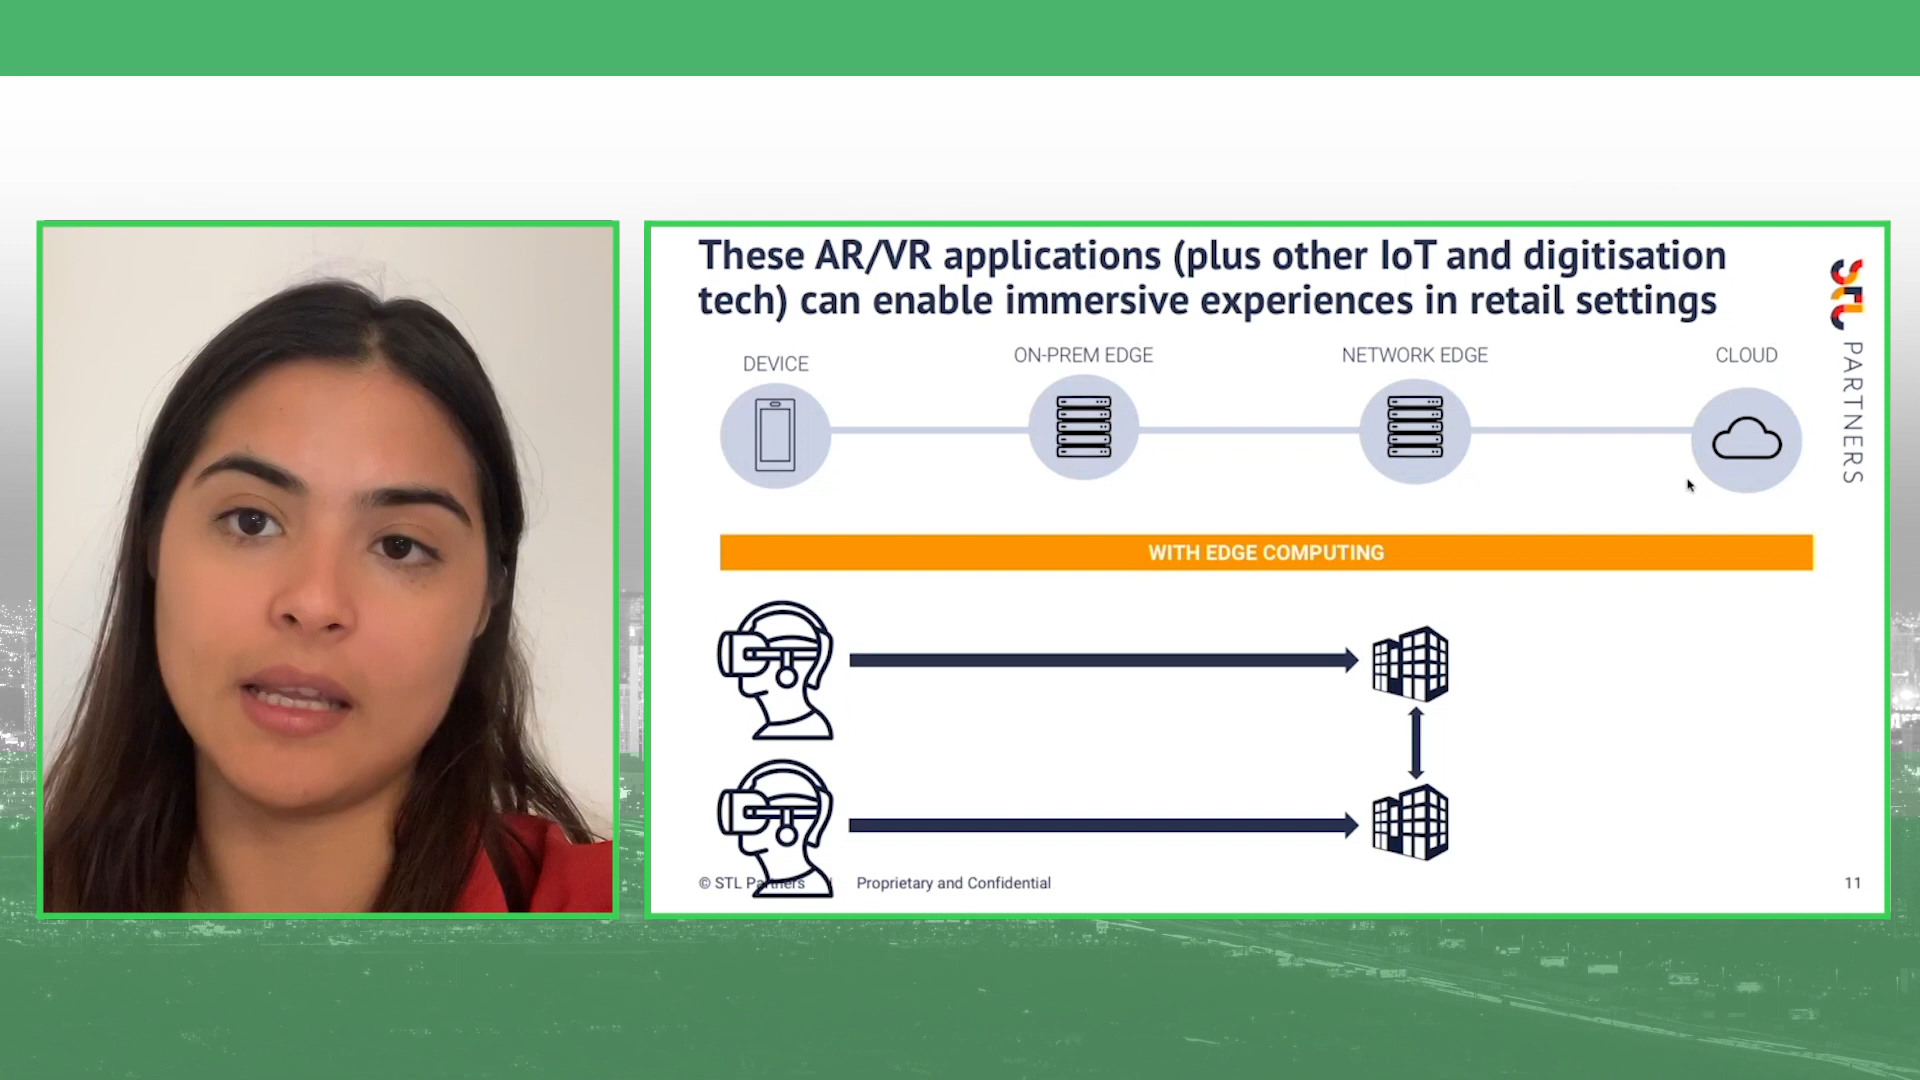 These AR/VR applications (plus other IoT and digitisation
tech) can enable immersive experiences in retail settings
STL PARTNERS
DEVICE
ON-PREM EDGE
NETWORK EDGE
CLOUD
WITH EDGE COMPUTING
© STL Partners
Proprietary and Confidential
11